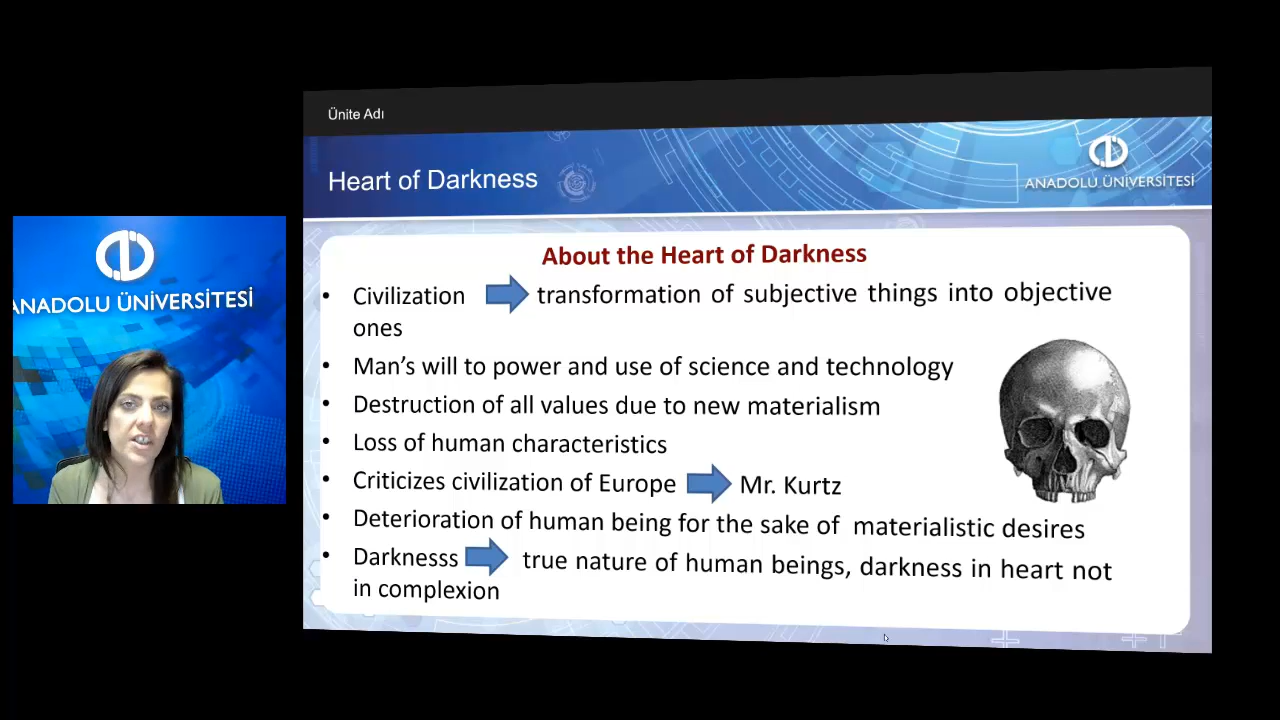 Ünite Adı
Heart of Darkness
ANADOLU ÜNİVERSİTESİ
ANADOLU ÜNİVERSİTESİ
About the Heart of Darkness
• Civilization transformation of subjective things into objective
ones
• Man's will to power and use of science and technology
• Destruction of all values due to new materialism
• Loss of human characteristics
• Criticizes civilization of Europe Mr. Kurtz
• Deterioration of human being for the sake of materialistic desires
• Darknesss true nature of human beings, darkness in heart not
in complexion